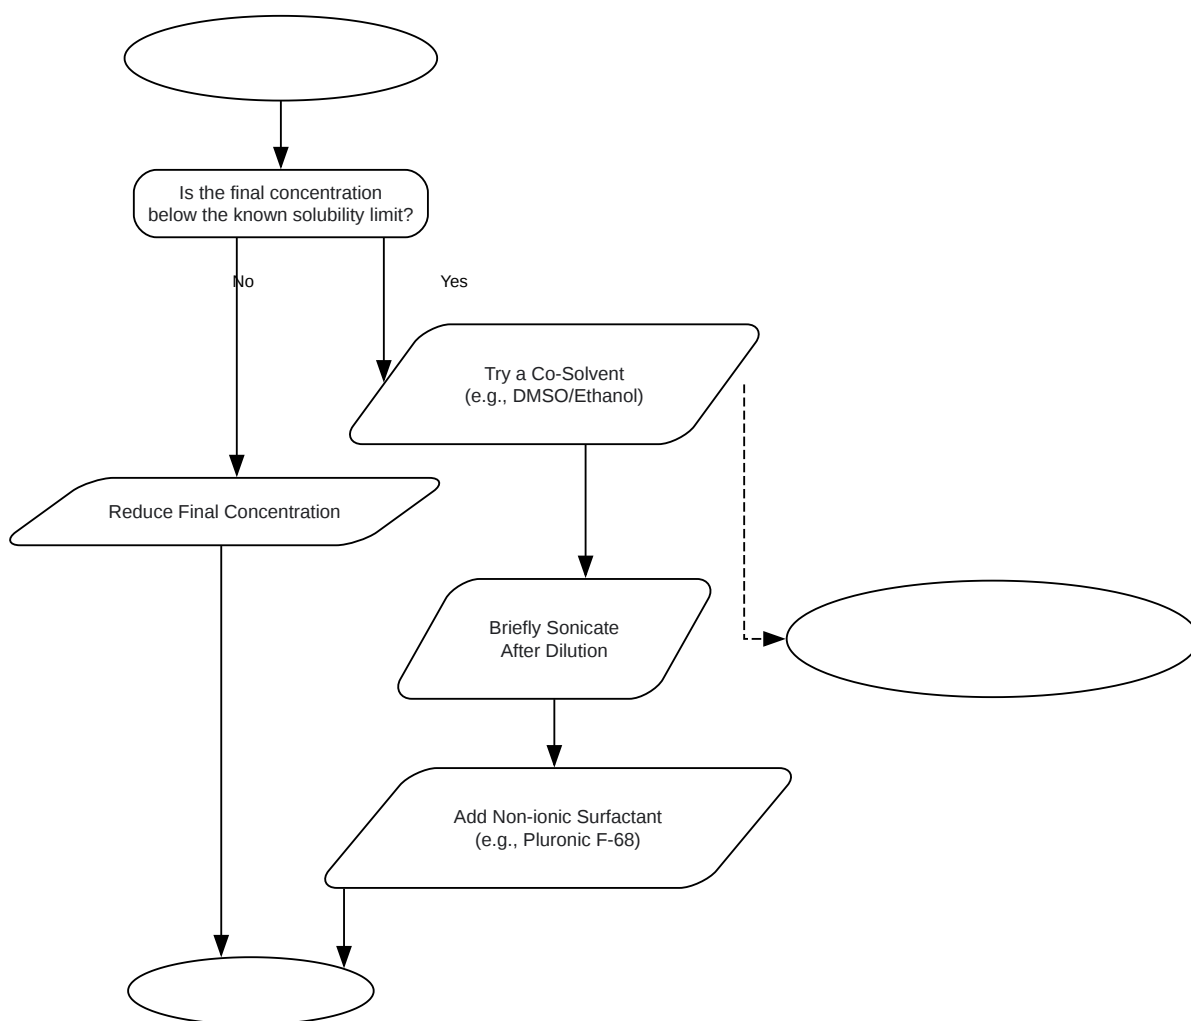 Is the final concentration
below the known solubility limit?
No
Yes
Try a Co-Solvent
(e.g., DMSO/Ethanol)
Reduce Final Concentration
Briefly Sonicate
After Dilution
Add Non-ionic Surfactant
(e.g., Pluronic F-68)